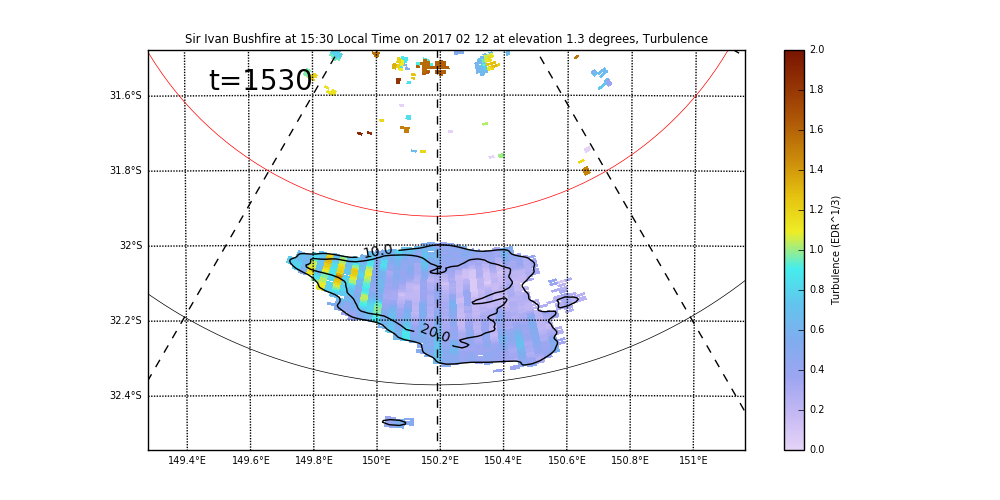 Sir Ivan Bushfire at 15:30 Local Time on 2017 02 12 at elevation 1.3 degrees, Turbulence
t=1530
31.6°S
31.8°S
32°S
32.2°S
32.4°S
10.0
20.0
149.4°E 149.6°E 149.8°E 150°E 150.2°E 150.4°E 150.6°E 150.8°E 151°E
2.0
1.8
1.6
1.4
1.2
1.0
0.8
0.6
0.4
0.2
0.0
Turbulence (EDR^1/3)